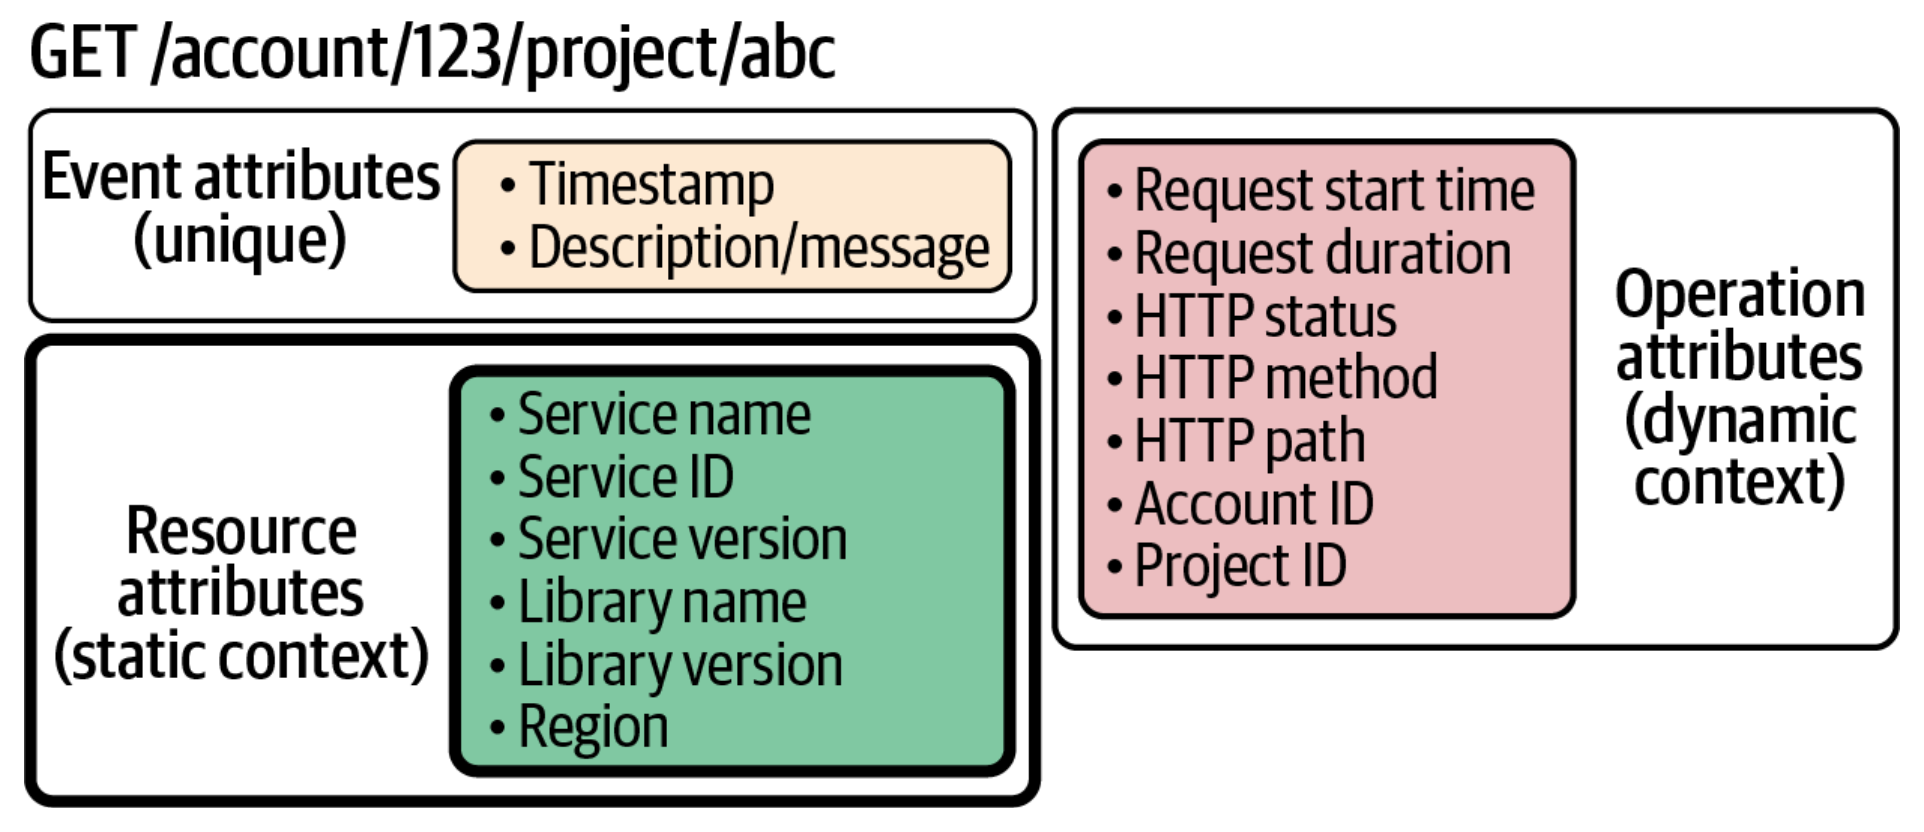 GET /account/123/project/abc
Event attributes
(unique)
• Timestamp
• Description/message
Resource
attributes
(static context)
• Service name
• Service ID
• Service version
• Library name
• Library version
• Region
• Request start time
• Request duration
• HTTP status
• HTTP method
• HTTP path
• Account ID
• Project ID
Operation
attributes
(dynamic
context)